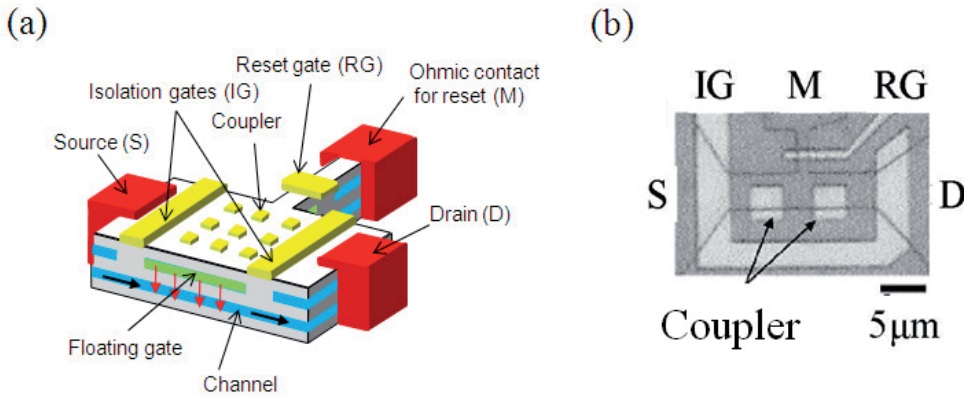 (a)
Reset gate (RG)
Isolation gates (IG)
Coupler
Source (S)
Ohmic contact
for reset (M)
Drain (D)
Floating gate
Channel
(b)
IG M RG
S D
Coupler 5μm